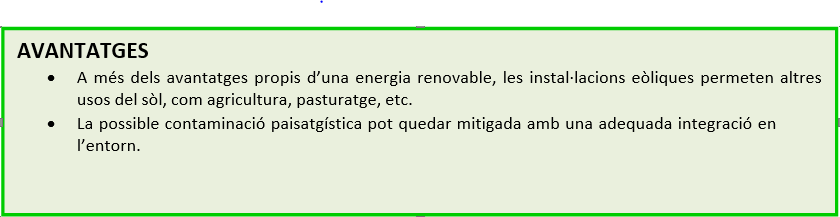 AVANTATGES
• A més dels avantatges propis d'una energia renovable, les instal·lacions eòliques permeten altres
usos del sòl, com agricultura, pasturatge, etc.
• La possible contaminació paisatgística pot quedar mitigada amb una adequada integració en
l'entorn.